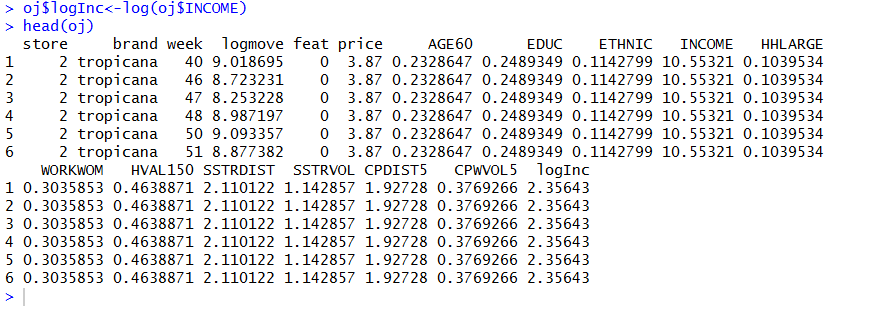 > oj$logInc<-log(oj$INCOME)
> head(oj)
  store     brand week  logmove feat price     AGE60      EDUC    ETHNIC   INCOME   HHLARGE
1     2 tropicana   40 9.018695    0  3.87 0.2328647 0.2489349 0.1142799 10.55321 0.1039534
2     2 tropicana   46 8.723231    0  3.87 0.2328647 0.2489349 0.1142799 10.55321 0.1039534
3     2 tropicana   47 8.253228    0  3.87 0.2328647 0.2489349 0.1142799 10.55321 0.1039534
4     2 tropicana   48 8.987197    0  3.87 0.2328647 0.2489349 0.1142799 10.55321 0.1039534
5     2 tropicana   50 9.093357    0  3.87 0.2328647 0.2489349 0.1142799 10.55321 0.1039534
6     2 tropicana   51 8.877382    0  3.87 0.2328647 0.2489349 0.1142799 10.55321 0.1039534
    WORKWOM   HVAL150 SSTRDIST  SSTRVOL CPDIST5    CPWVOL5  logInc
1 0.3035853 0.4638871 2.110122 1.142857 1.92728 0.3769266 2.35643
2 0.3035853 0.4638871 2.110122 1.142857 1.92728 0.3769266 2.35643
3 0.3035853 0.4638871 2.110122 1.142857 1.92728 0.3769266 2.35643
4 0.3035853 0.4638871 2.110122 1.142857 1.92728 0.3769266 2.35643
5 0.3035853 0.4638871 2.110122 1.142857 1.92728 0.3769266 2.35643
6 0.3035853 0.4638871 2.110122 1.142857 1.92728 0.3769266 2.35643
>